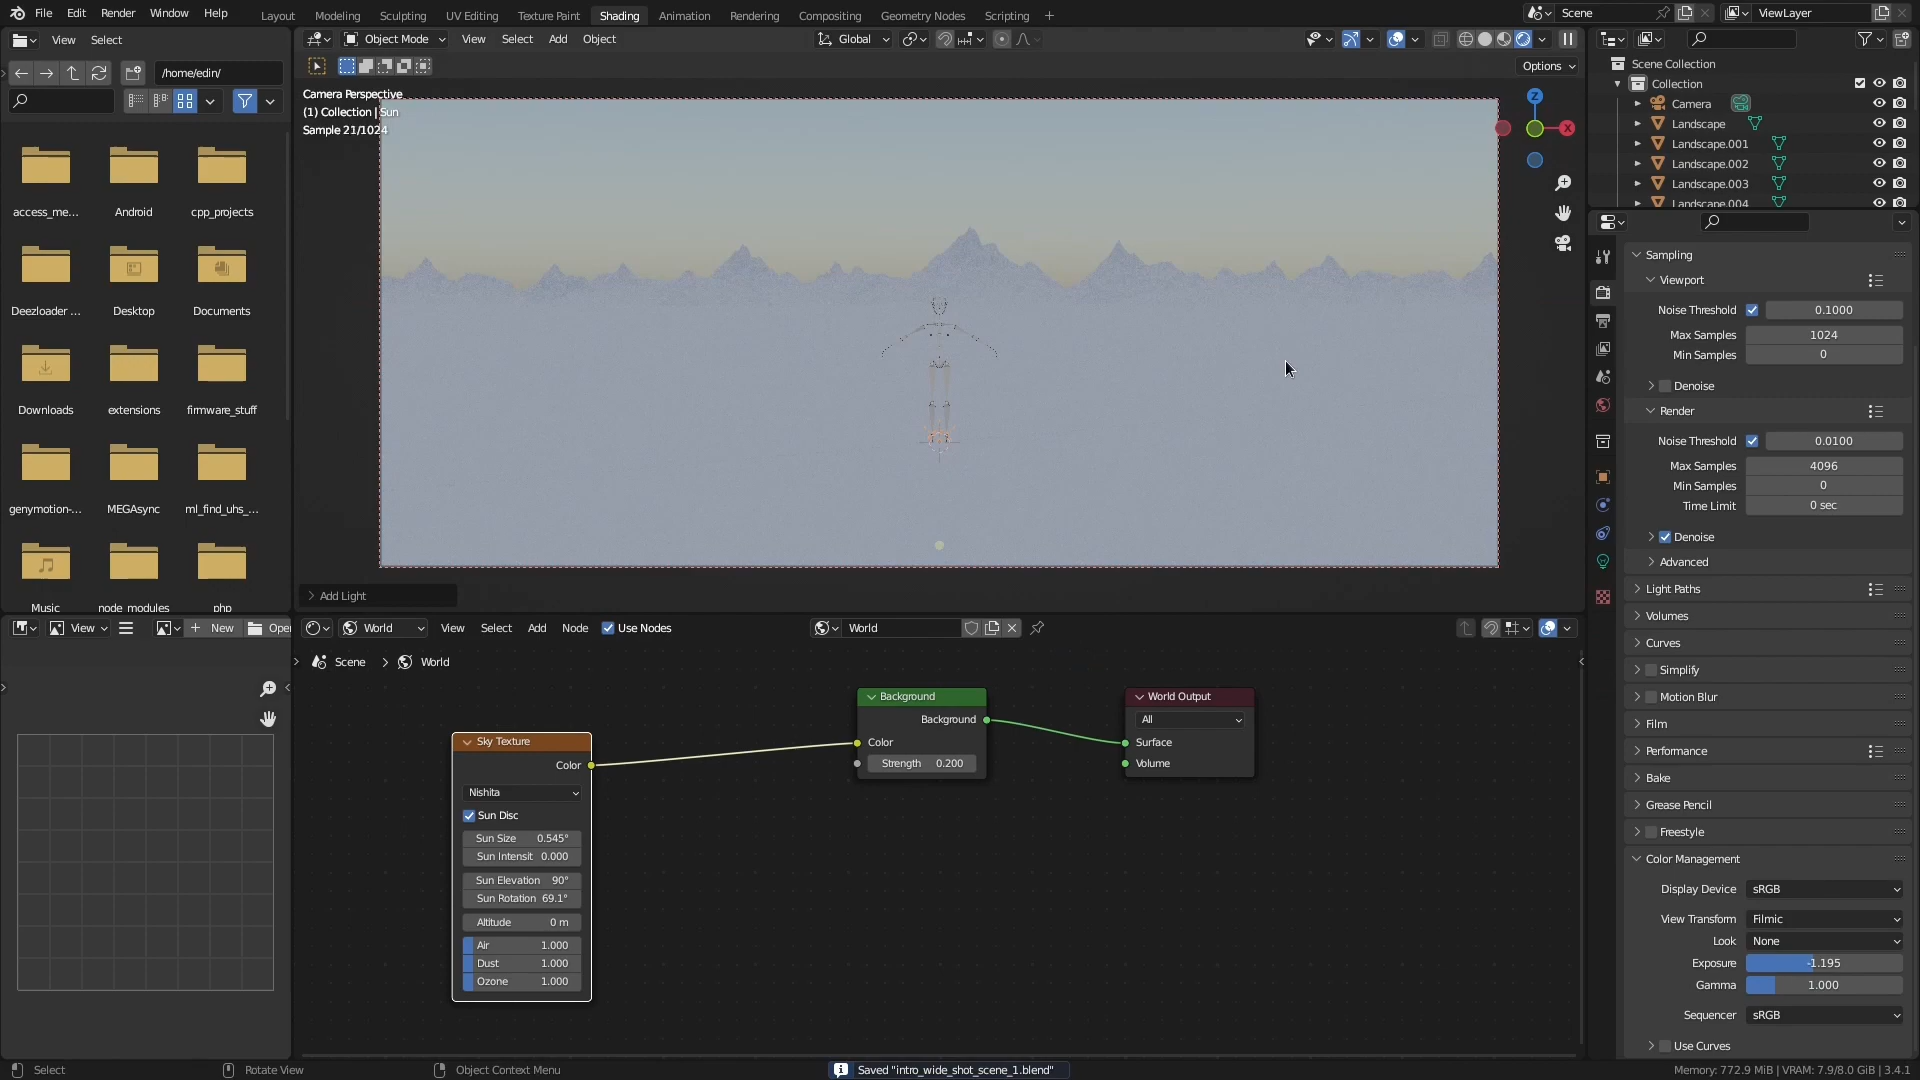 File Edit Render Window Help Layout Modeling Sculpting UV Editing Texture Paint Shading Animation Rendering Compositing Geometry Nodes Scripting Scene ViewLayer
View Select
/home/edin/
access_me...
Android
cpp_projects
Deezloader ...
Desktop
Documents
Downloads
extensions
firmware_stuff
genymotion-...
MEGAsync
ml_find_uhs_...
Music
node_modules
php
Object Mode View Select Add Object Global
Options
Camera Perspective
(1) Collection | Sun
Sample 21/1024
Z
X
Add Light
View New Open
World View Select Add Node Use Nodes World
Scene World
Sky Texture
Color
Nishita
Sun Disc
Sun Size 0.545°
Sun Intensit 0.000
Sun Elevation 90°
Sun Rotation 69.1°
Altitude 0 m
Air 1.000
Dust 1.000
Ozone 1.000
Background
Background
Color
Strength 0.200
World Output
All
Surface
Volume
Scene Collection
Collection
Camera
Landscape
Landscape.001
Landscape.002
Landscape.003
Landscape.004
Sampling
Viewport
Noise Threshold 0.1000
Max Samples 1024
Min Samples 0
Denoise
Render
Noise Threshold 0.0100
Max Samples 4096
Min Samples 0
Time Limit 0 sec
Denoise
Advanced
Light Paths
Volumes
Curves
Simplify
Motion Blur
Film
Performance
Bake
Grease Pencil
Freestyle
Color Management
Display Device sRGB
View Transform Filmic
Look None
Exposure -1.195
Gamma 1.000
Sequencer sRGB
Use Curves
Select Rotate View Object Context Menu Saved "intro_wide_shot_scene_1.blend" Memory: 772.9 MiB | VRAM: 7.9/8.0 GiB | 3.4.1